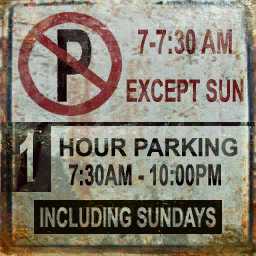 P
7-7:30 AM
EXCEPT SUN
1 HOUR PARKING
7:30AM - 10:00PM
INCLUDING SUNDAYS